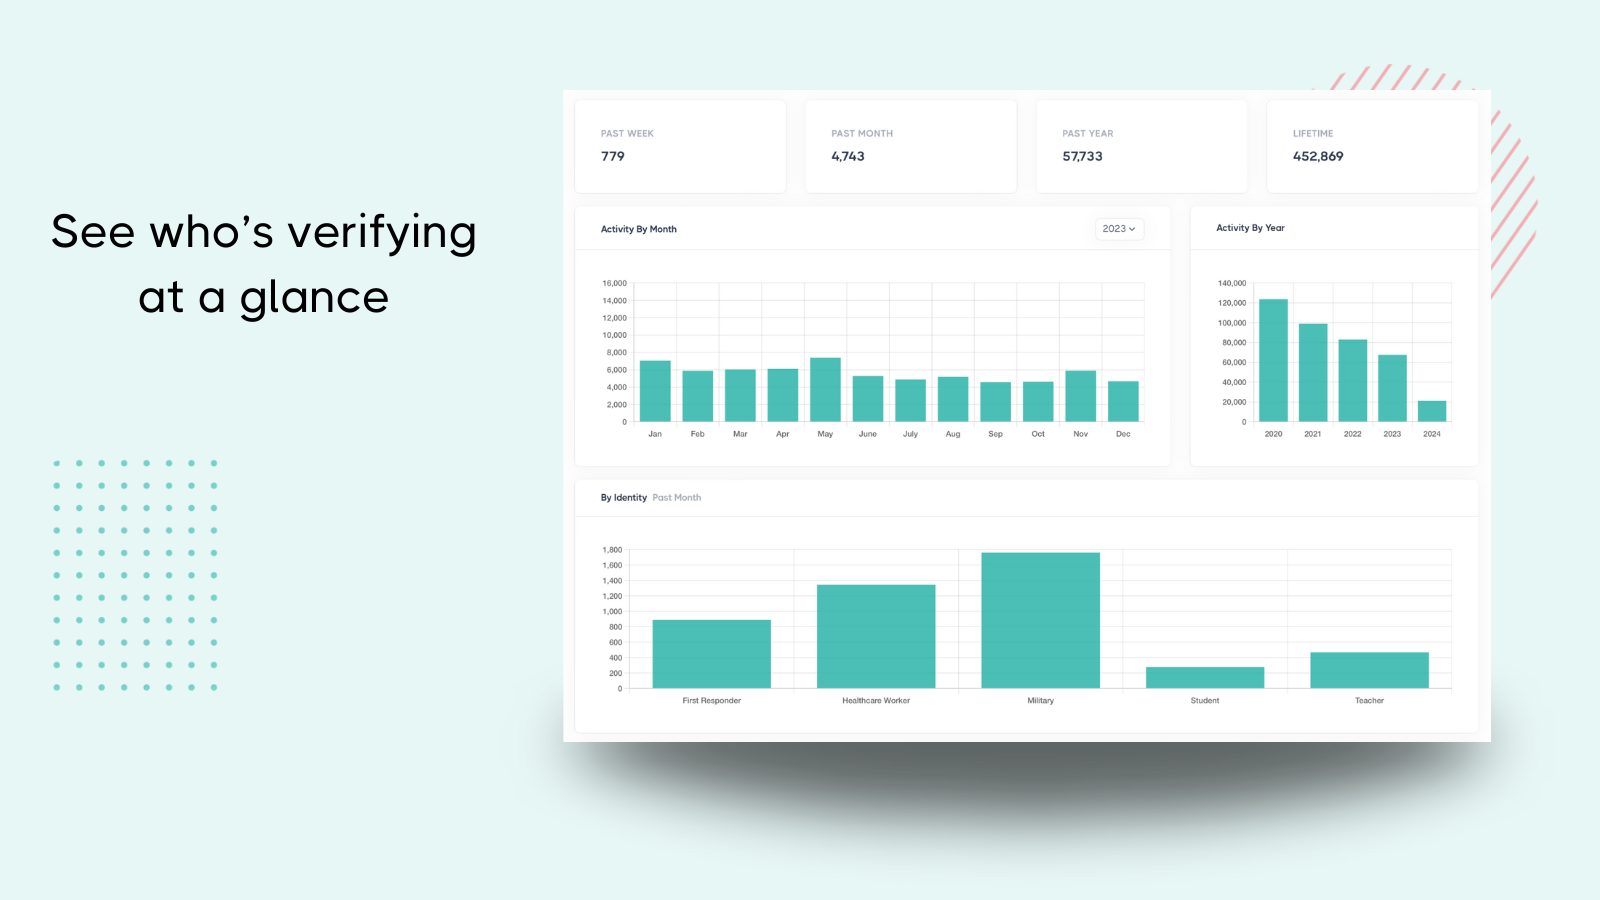 See who’s verifying
at a glance
PAST WEEK
779
PAST MONTH
4,743
PAST YEAR
57,733
LIFETIME
452,869
Activity By Month
2023
16,000
14,000
12,000
10,000
8,000
6,000
4,000
2,000
0
Jan Feb Mar Apr May June July Aug Sep Oct Nov Dec
Activity By Year
140,000
120,000
100,000
80,000
60,000
40,000
20,000
0
2020 2021 2022 2023 2024
By Identity Past Month
1,800
1,600
1,400
1,200
1,000
800
600
400
200
0
First Responder Healthcare Worker Military Student Teacher